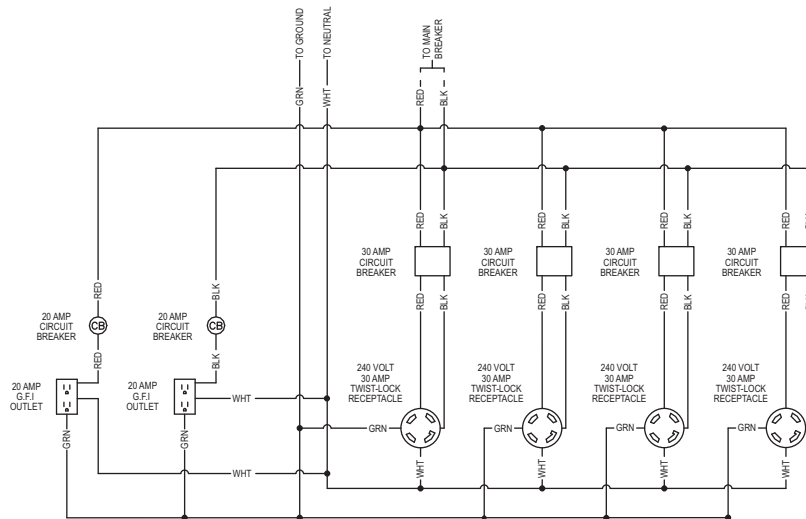 TO GROUND
TO NEUTRAL
TO MAIN
BREAKER
GRN
WHT
RED
BLK
RED
BLK
RED
BLK
RED
BLK
RED
BLK
30 AMP
CIRCUIT
BREAKER
30 AMP
CIRCUIT
BREAKER
30 AMP
CIRCUIT
BREAKER
30 AMP
CIRCUIT
BREAKER
RED
BLK
RED
BLK
RED
BLK
RED
BLK
RED
BLK
20 AMP
CIRCUIT
BREAKER
CB
20 AMP
CIRCUIT
BREAKER
CB
RED
BLK
20 AMP
G.F.I
OUTLET
20 AMP
G.F.I
OUTLET
240 VOLT
30 AMP
TWIST-LOCK
RECEPTACLE
240 VOLT
30 AMP
TWIST-LOCK
RECEPTACLE
240 VOLT
30 AMP
TWIST-LOCK
RECEPTACLE
240 VOLT
30 AMP
TWIST-LOCK
RECEPTACLE
WHT
GRN
GRN
GRN
GRN
GRN
GRN
WHT
WHT
WHT
WHT
WHT